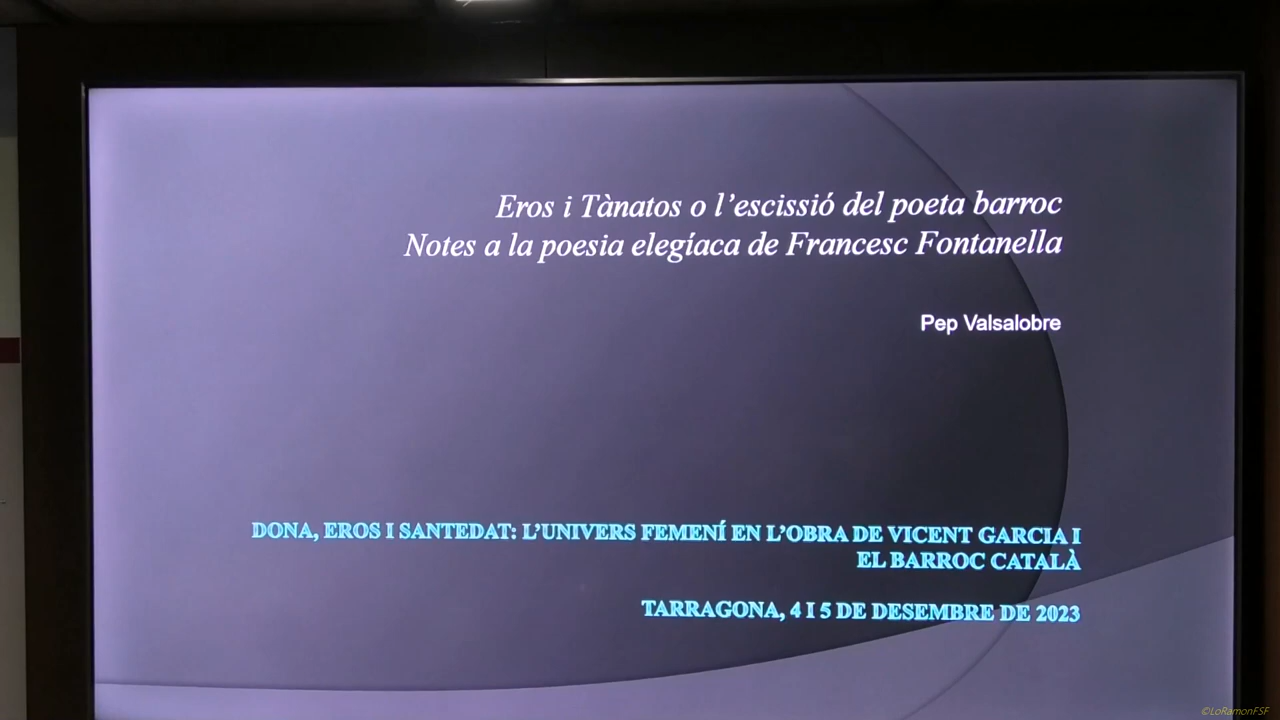 Eros i Tànatos o l’escissió del poeta barroc
Notes a la poesia elegíaca de Francesc Fontanella
Pep Valsalobre
DONA, EROS I SANTEDAT: L’UNIVERS FEMENÍ EN L’OBRA DE VICENT GARCIA I
EL BARROC CATALÀ
TARRAGONA, 4 I 5 DE DESEMBRE DE 2023
©LoRamonFSF